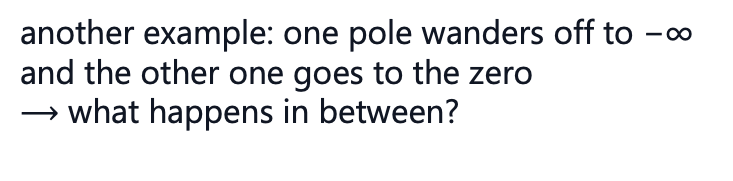 another example: one pole wanders off to −∞
and the other one goes to the zero
⟶ what happens in between?